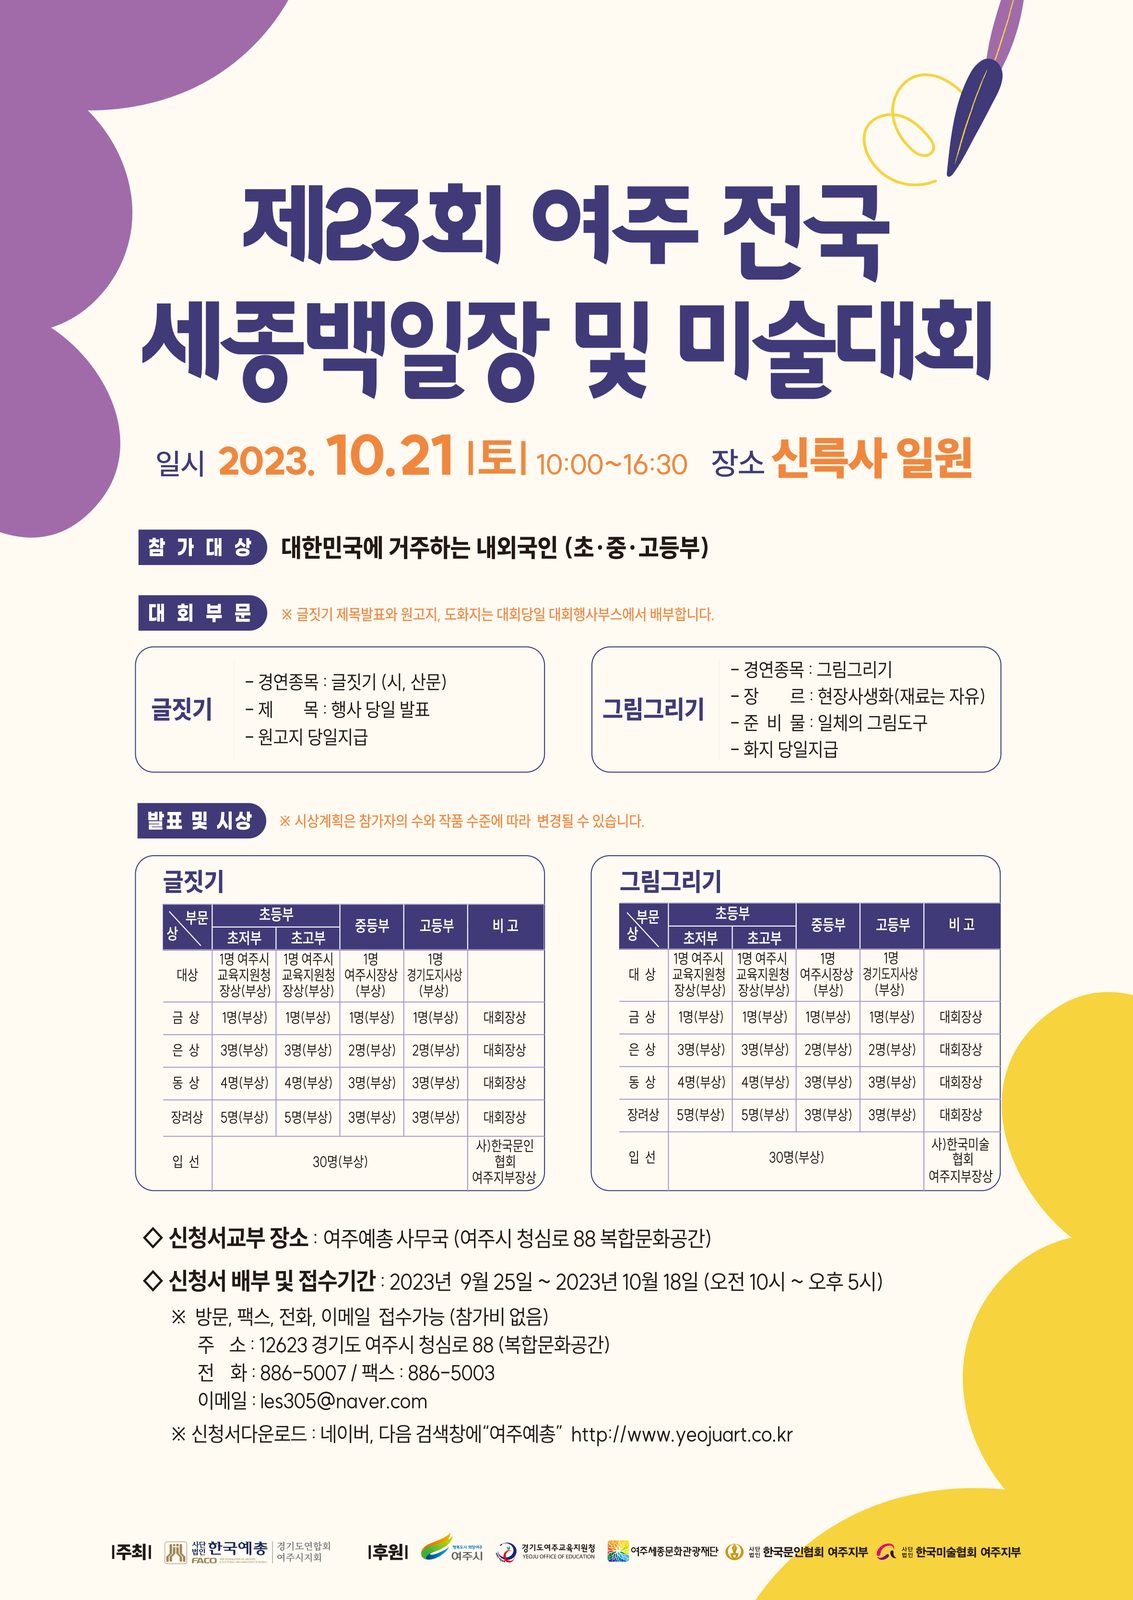 제23회 여주 전국
세종백일장 및 미술대회
일시 2023. 10.21 |토| 10:00~16:30 장소 신륵사 일원
참가대상 대한민국에 거주하는 내외국인 (초·중·고등부)
대회부문 ※ 글짓기 제목발표와 원고지, 도화지는 대회당일 대회행사부스에서 배부합니다.
글짓기
- 경연종목 : 글짓기 (시, 산문)
- 제 목 : 행사 당일 발표
- 원고지 당일지급
그림그리기
- 경연종목 : 그림그리기
- 장 르 : 현장사생화(재료는 자유)
- 준 비 물 : 일체의 그림도구
- 화지 당일지급
발표 및 시상 ※ 시상계획은 참가자의 수와 작품 수준에 따라 변경될 수 있습니다.
글짓기
부문 상 초등부 중등부 고등부 비 고
초저부 초고부
대상 1명 여주시 교육지원청 장상(부상) 1명 여주시 교육지원청 장상(부상) 1명 여주시장상 (부상) 1명 경기도지사상 (부상)
금 상 1명(부상) 1명(부상) 1명(부상) 1명(부상) 대회장상
은 상 3명(부상) 3명(부상) 2명(부상) 2명(부상) 대회장상
동 상 4명(부상) 4명(부상) 3명(부상) 3명(부상) 대회장상
장려상 5명(부상) 5명(부상) 3명(부상) 3명(부상) 대회장상
입 선 30명(부상) 사)한국문인 협회 여주지부장상
그림그리기
부문 상 초등부 중등부 고등부 비 고
초저부 초고부
대 상 1명 여주시 교육지원청 장상(부상) 1명 여주시 교육지원청 장상(부상) 1명 여주시장상 (부상) 1명 경기도지사상 (부상)
금 상 1명(부상) 1명(부상) 1명(부상) 1명(부상) 대회장상
은 상 3명(부상) 3명(부상) 2명(부상) 2명(부상) 대회장상
동 상 4명(부상) 4명(부상) 3명(부상) 3명(부상) 대회장상
장려상 5명(부상) 5명(부상) 3명(부상) 3명(부상) 대회장상
입 선 30명(부상) 사)한국미술 협회 여주지부장상
◇ 신청서교부 장소 : 여주예총 사무국 (여주시 청심로 88 복합문화공간)
◇ 신청서 배부 및 접수기간 : 2023년 9월 25일 ~ 2023년 10월 18일 (오전 10시 ~ 오후 5시)
※ 방문, 팩스, 전화, 이메일 접수가능 (참가비 없음)
주 소 : 12623 경기도 여주시 청심로 88 (복합문화공간)
전 화 : 886-5007 / 팩스 : 886-5003
이메일 : les305@naver.com
※ 신청서다운로드 : 네이버, 다음 검색창에"여주예총" http://www.yeojuart.co.kr
|주최| 사단법인 한국예총 FACO 경기도연합회 여주시지회 |후원| 여주시 경기도여주교육지원청 YEOJU OFFICE OF EDUCATION 여주세종문화관광재단 사단법인 한국문인협회 여주지부 사단법인 한국미술협회 여주지부